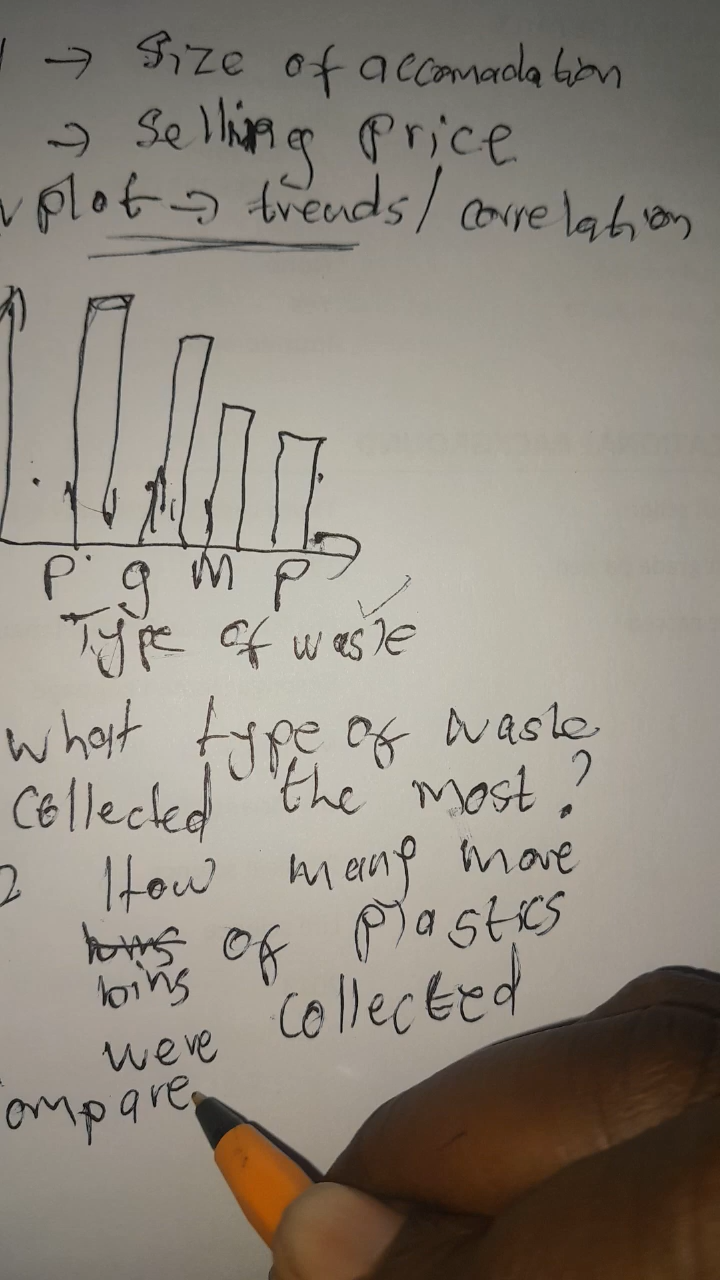 → Size of accomadation
→ Selling Price
plot → trends/ correlation
P g m P
Type of waste
what type of waste
collected the most?
2 How many more
of Plastics
bins
collected
were
ompare